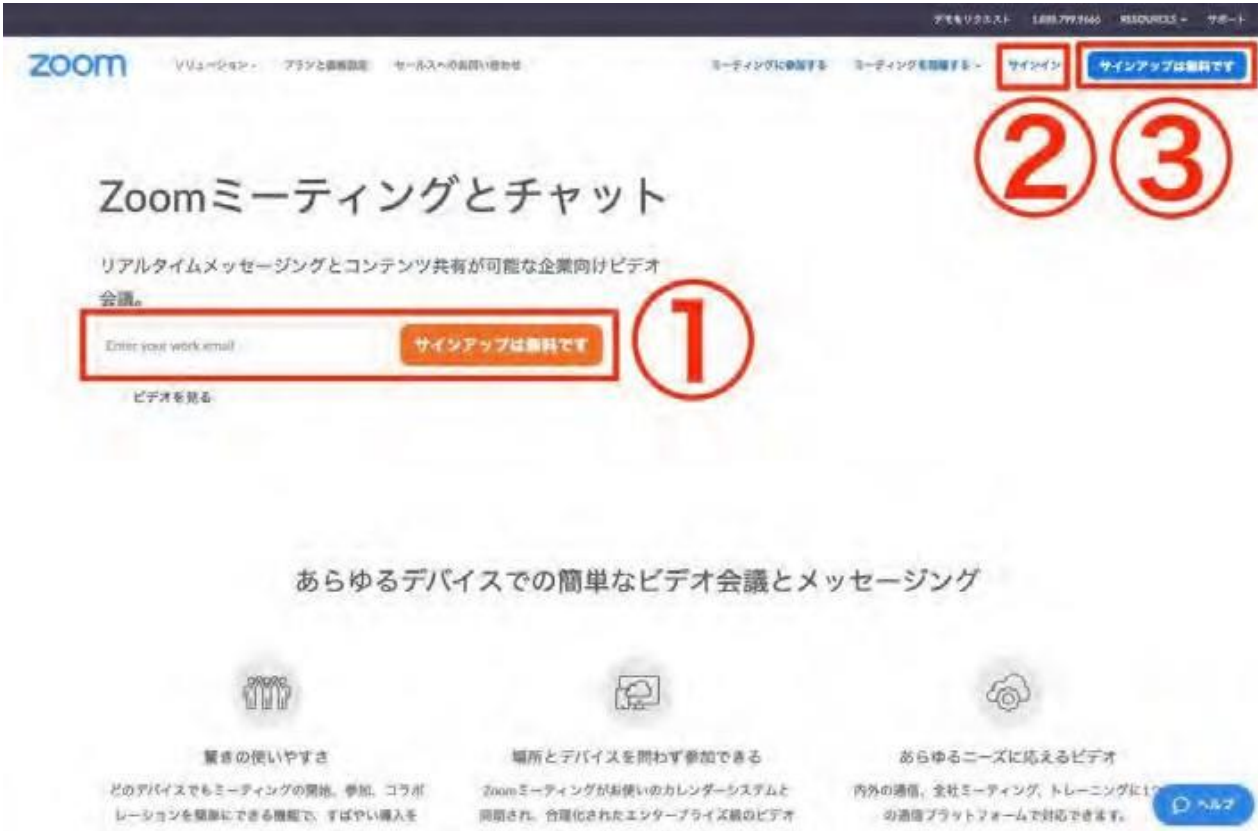 デモをリクエスト 1.888.799.9666 RESOURCES サポート
zoom ソリューション プランと価格設定 セールスへのお問い合わせ ミーティングに参加する ミーティングを開催する サインイン サインアップは無料です
② ③
Zoomミーティングとチャット
リアルタイムメッセージングとコンテンツ共有が可能な企業向けビデオ
会議。
Enter your work email サインアップは無料です ①
ビデオを見る
あらゆるデバイスでの簡単なビデオ会議とメッセージング
驚きの使いやすさ 場所とデバイスを問わず参加できる あらゆるニーズに応えるビデオ
どのデバイスでもミーティングの開始、参加、コラボ Zoomミーティングがお使いのカレンダーシステムと 内外の通信、全社ミーティング、トレーニングに1つ
レーションを簡単にできる機能で、すばやい導入を 同期され、合理化されたエンタープライズ級のビデオ の通信プラットフォームで対応できます。
ヘルプ